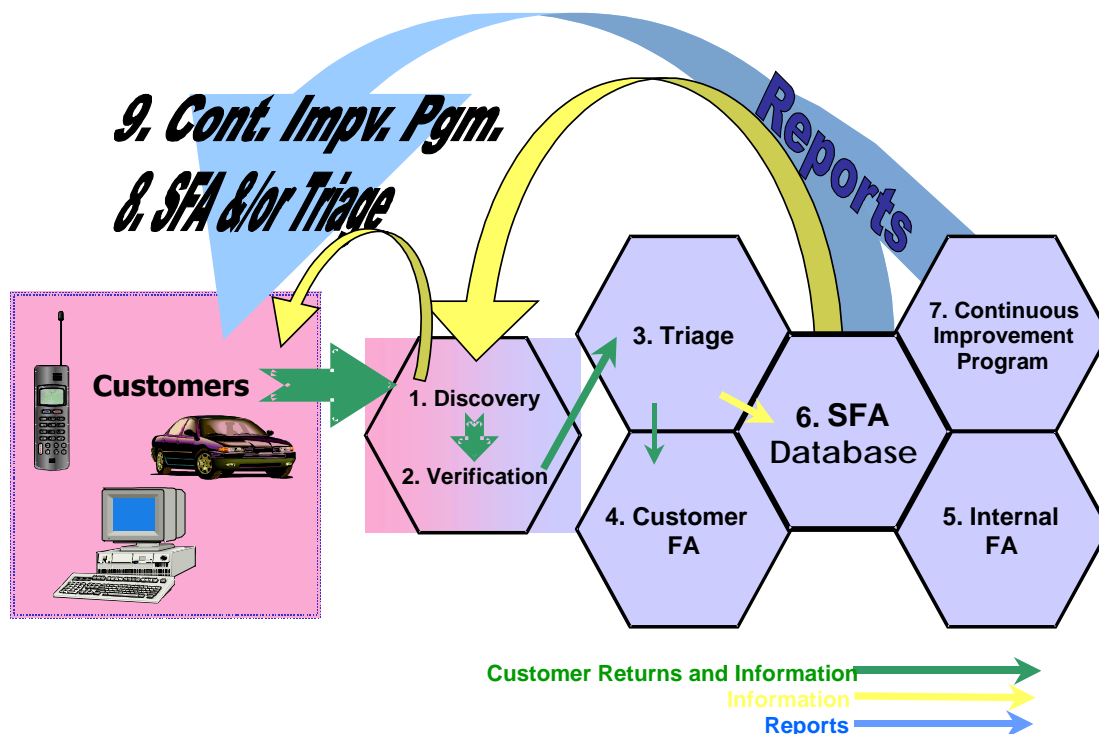 9. Cont. Impv. Pgm.
8. SFA &/or Triage
Reports
Customers
1. Discovery
2. Verification
3. Triage
4. Customer
FA
6. SFA
Database
7. Continuous
Improvement
Program
5. Internal
FA
Customer Returns and Information
Information
Reports